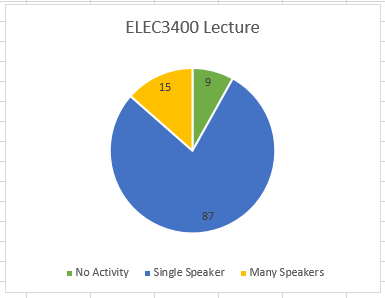 ELEC3400 Lecture
9
15
87
No Activity
Single Speaker
Many Speakers